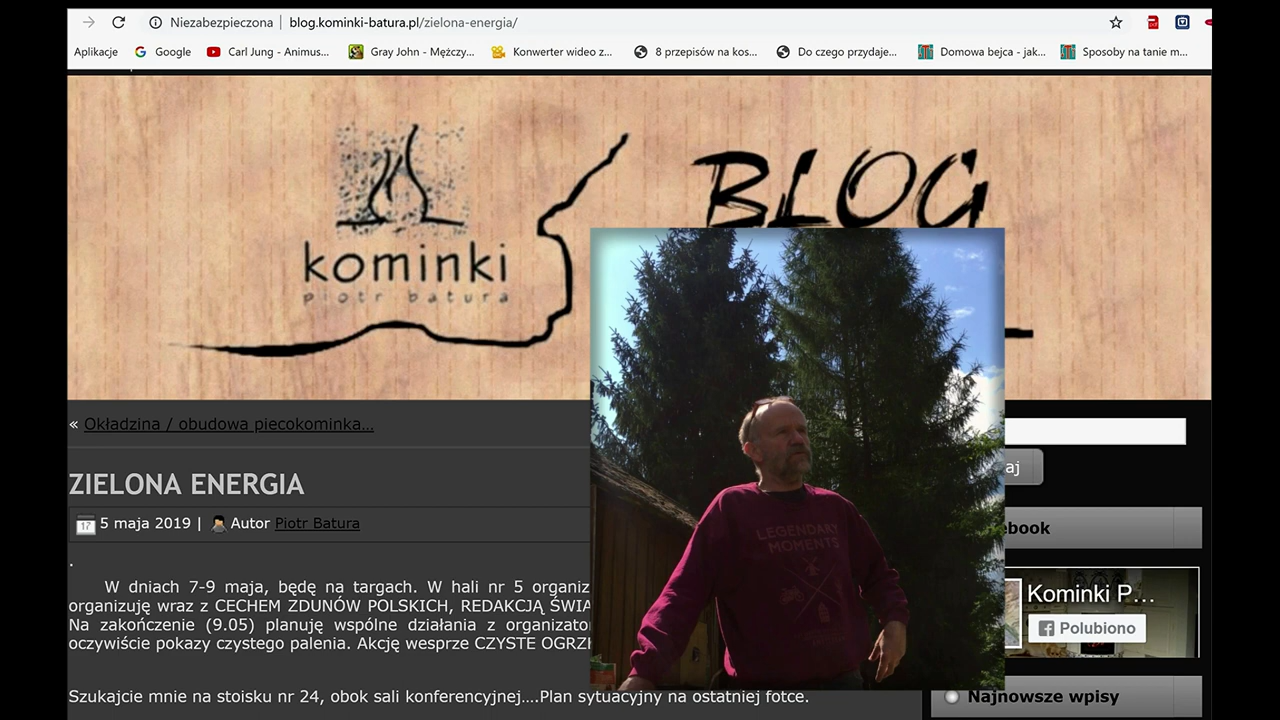 Niezabezpieczona | blog.kominki-batura.pl/zielona-energia/
Aplikacje Google Carl Jung - Animus... Gray John - Mężczy... Konwerter wideo z... 8 przepisów na kos... Do czego przydaje... Domowa bejca - jak... Sposoby na tanie m...
BLOG
kominki
piotr batura
« Okładzina / obudowa piecokominka...
aj
ZIELONA ENERGIA
17 5 maja 2019 | Autor Piotr Batura
ebook
LEGENDARY
MOMENTS
.
W dniach 7-9 maja, będę na targach. W hali nr 5 organiz
organizuję wraz z CECHEM ZDUNÓW POLSKICH, REDAKCJĄ ŚWIA
Na zakończenie (9.05) planuję wspólne działania z organizato
oczywiście pokazy czystego palenia. Akcję wesprze CZYSTE OGRZ
Kominki P...
Polubiono
Szukajcie mnie na stoisku nr 24, obok sali konferencyjnej....Plan sytuacyjny na ostatniej fotce.
Najnowsze wpisy